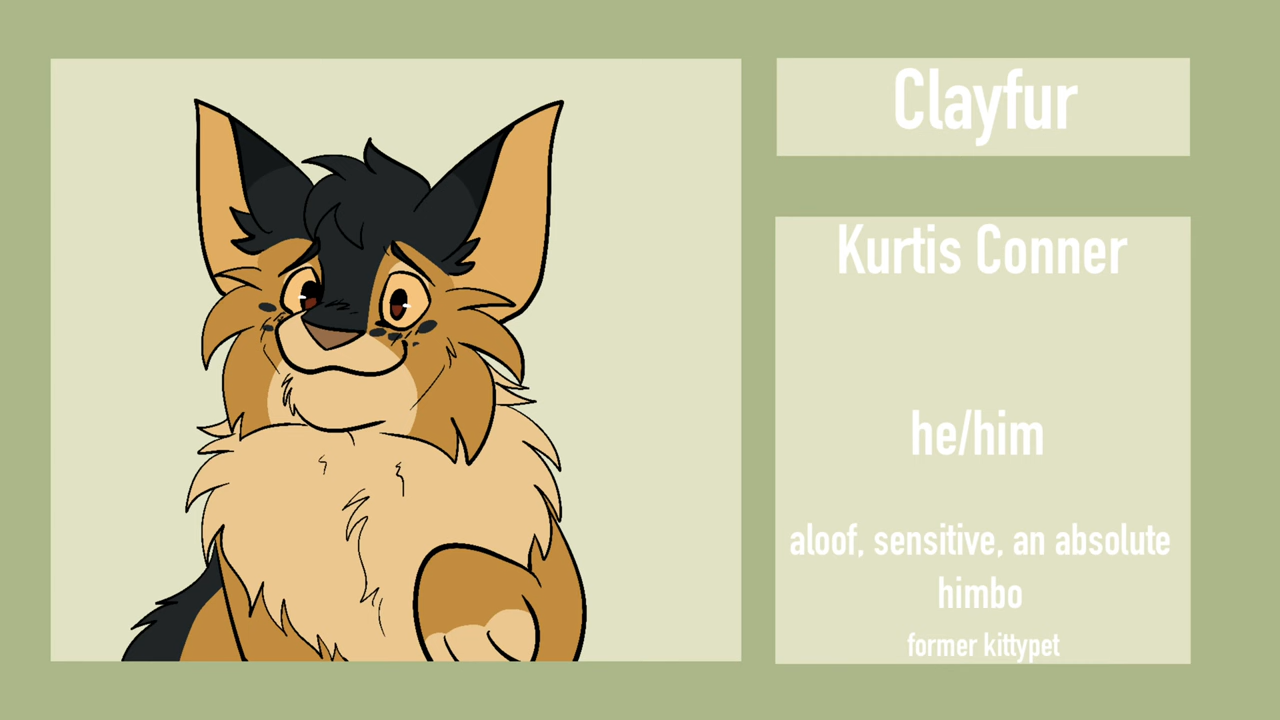 Clayfur
Kurtis Conner
he/him
aloof, sensitive, an absolute
himbo
former kittypet